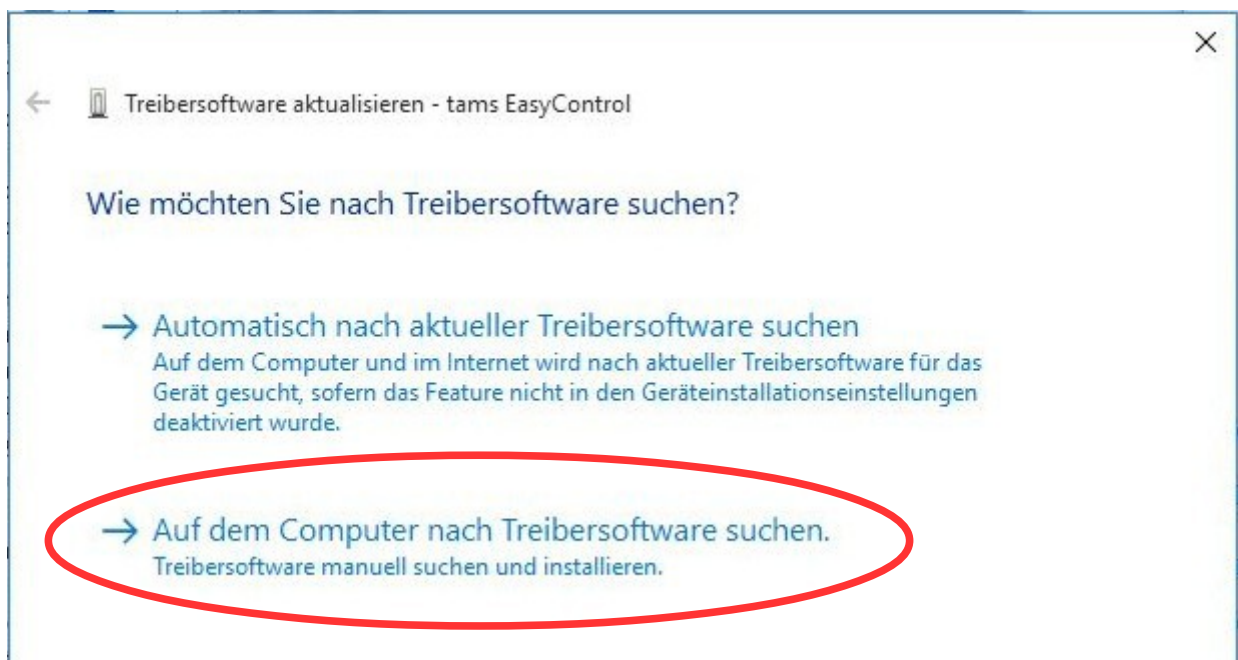 Treibersoftware aktualisieren - tams EasyControl
Wie möchten Sie nach Treibersoftware suchen?
Automatisch nach aktueller Treibersoftware suchen
Auf dem Computer und im Internet wird nach aktueller Treibersoftware für das
Gerät gesucht, sofern das Feature nicht in den Geräteinstallationseinstellungen
deaktiviert wurde.
Auf dem Computer nach Treibersoftware suchen.
Treibersoftware manuell suchen und installieren.